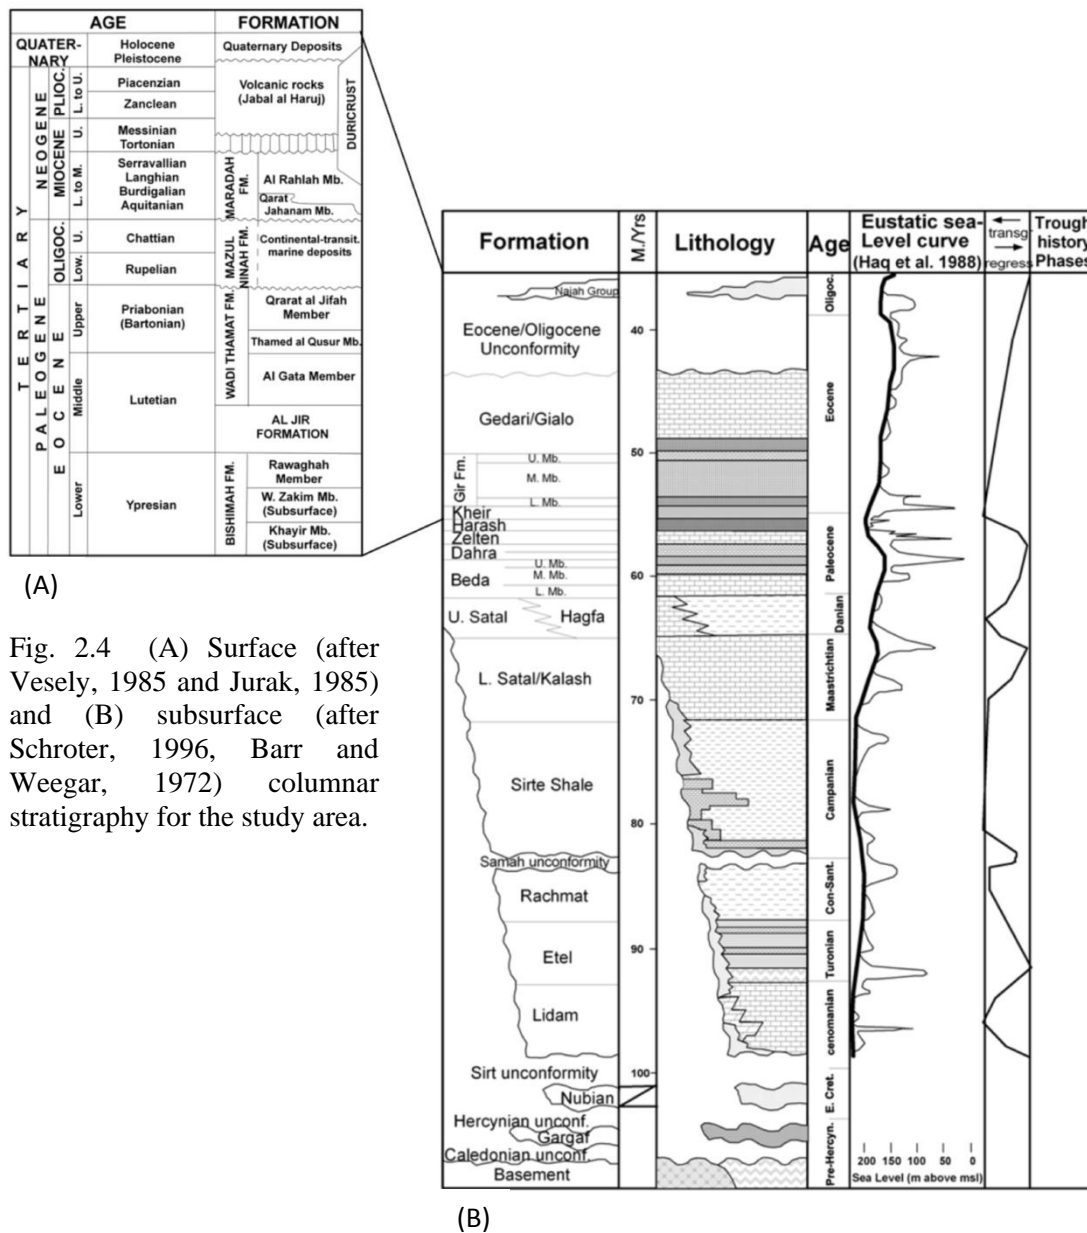 AGE
FORMATION
QUATER-
NARY
Holocene
Pleistocene
Quaternary Deposits
TERTIARY
NEOGENE
PLIOC.
L. to U.
Piacenzian
Zanclean
Volcanic rocks
(Jabal al Haruj)
DURICRUST
MIOCENE
U.
Messinian
Tortonian
L. to M.
Serravallian
Langhian
Burdigalian
Aquitanian
MARADAH
FM.
Al Rahlah Mb.
Qarat
Jahanam Mb.
PALEOGENE
OLIGOC.
U.
Chattian
Low.
Rupelian
MAZUL
NINAH FM.
Continental-transit.
marine deposits
EOCENE
Upper
Priabonian
(Bartonian)
WADI THAMAT FM.
Qrarat al Jifah
Member
Thamed al Qusur Mb.
Middle
Lutetian
Al Gata Member
AL JIR
FORMATION
Lower
Ypresian
BISHIMAH FM.
Rawaghah
Member
W. Zakim Mb.
(Subsurface)
Khayir Mb.
(Subsurface)
(A)
Fig. 2.4 (A) Surface (after
Vesely, 1985 and Jurak, 1985)
and (B) subsurface (after
Schroter, 1996, Barr and
Weegar, 1972) columnar
stratigraphy for the study area.
Formation
M./Yrs
Lithology
Age
Eustatic sea-
Level curve
(Haq et al. 1988)
transg
regress
Trough
history
Phases
Najah Group
Eocene/Oligocene
Unconformity
Gedari/Gialo
Gir Fm.
U. Mb.
M. Mb.
L. Mb.
Kheir
Harash
Zelten
Dahra
Beda
U. Mb.
M. Mb.
L. Mb.
U. Satal
Hagfa
L. Satal/Kalash
Sirte Shale
Samah unconformity
Rachmat
Etel
Lidam
Sirt unconformity
Nubian
Hercynian unconf.
Gargaf
Caledonian unconf.
Basement
40
50
60
70
80
90
100
Oligoc.
Eocene
Paleocene
Danian
Maastrichtian
Campanian
Con-Sant.
Turonian
cenomanian
E. Cret.
Pre-Hercyn.
200 150 100 50 0
Sea Level (m above msl)
(B)